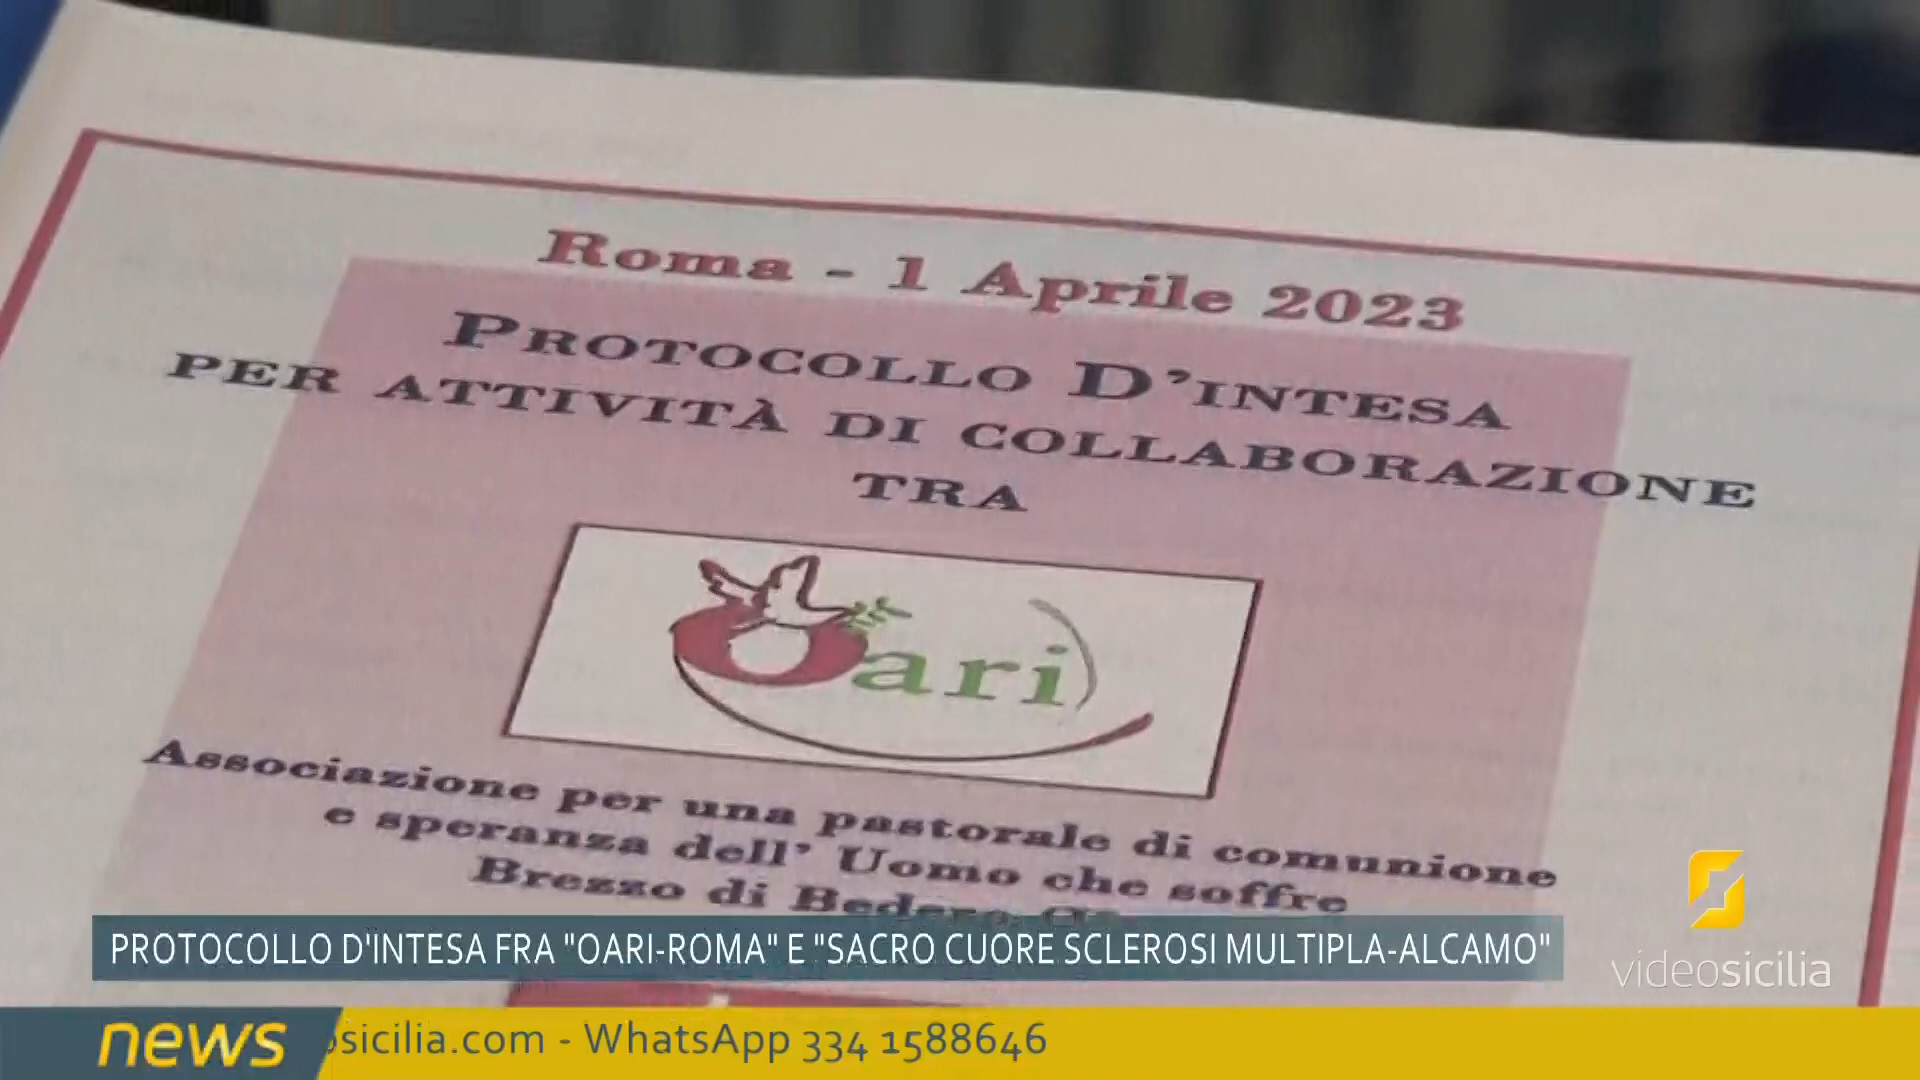 Roma - 1 Aprile 2023
PROTOCOLLO D'INTESA
PER ATTIVITÀ DI COLLABORAZIONE
TRA
Oari
Associazione per una pastorale di comunione
e speranza dell' Uomo che soffre
Brezzo di
PROTOCOLLO D'INTESA FRA "OARI-ROMA" E "SACRO CUORE SCLEROSI MULTIPLA-ALCAMO"
videosicilia
news
sicilia.com - WhatsApp 334 1588646